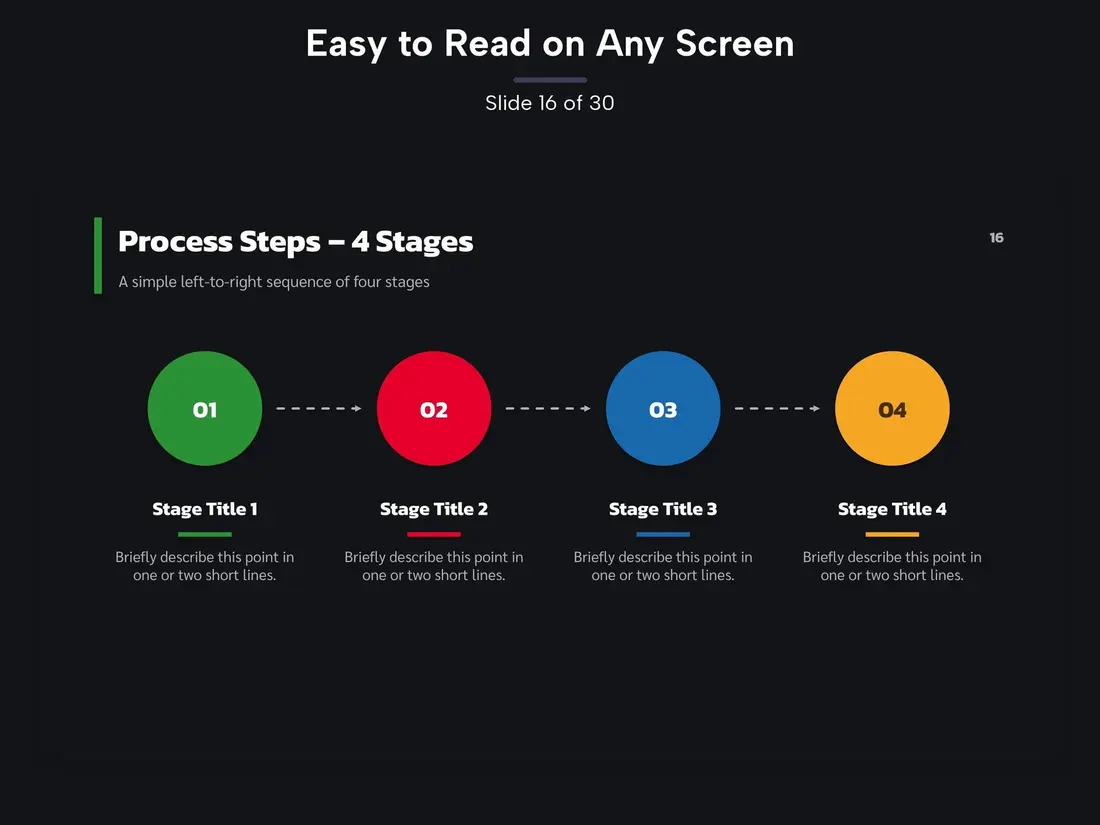 Easy to Read on Any Screen
Slide 16 of 30
Process Steps – 4 Stages
16
A simple left-to-right sequence of four stages
01
02
03
04
Stage Title 1
Briefly describe this point in
one or two short lines.
Stage Title 2
Briefly describe this point in
one or two short lines.
Stage Title 3
Briefly describe this point in
one or two short lines.
Stage Title 4
Briefly describe this point in
one or two short lines.